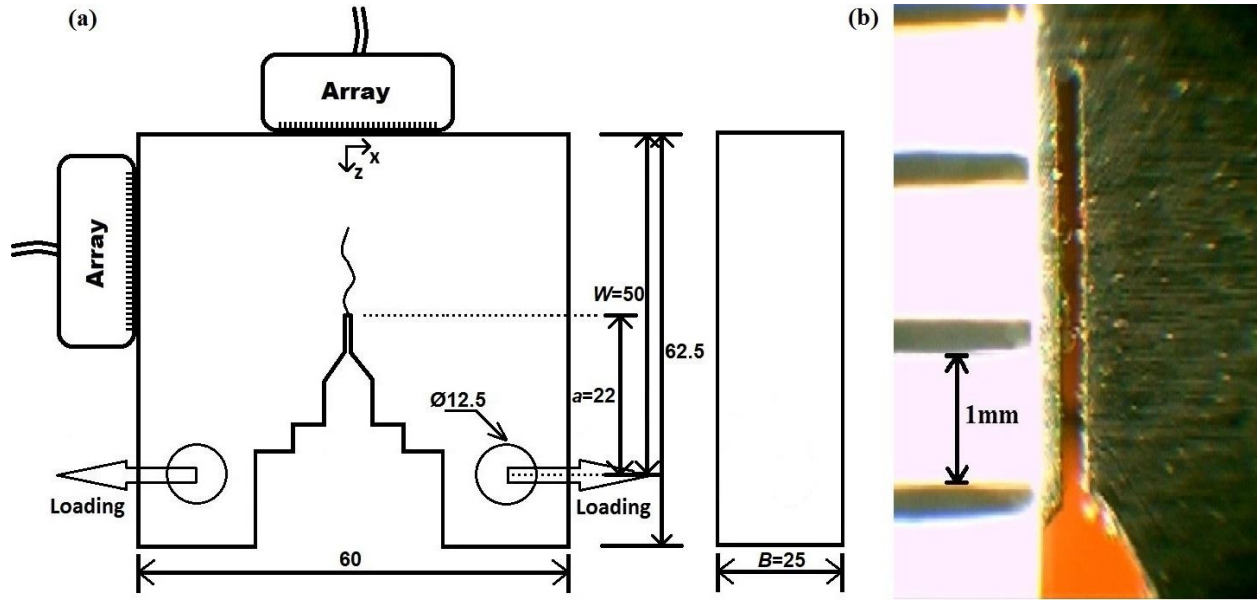 (a)
(b)
Array
Array
x
z
W=50
62.5
a=22
Ø12.5
Loading
Loading
60
B=25
1mm